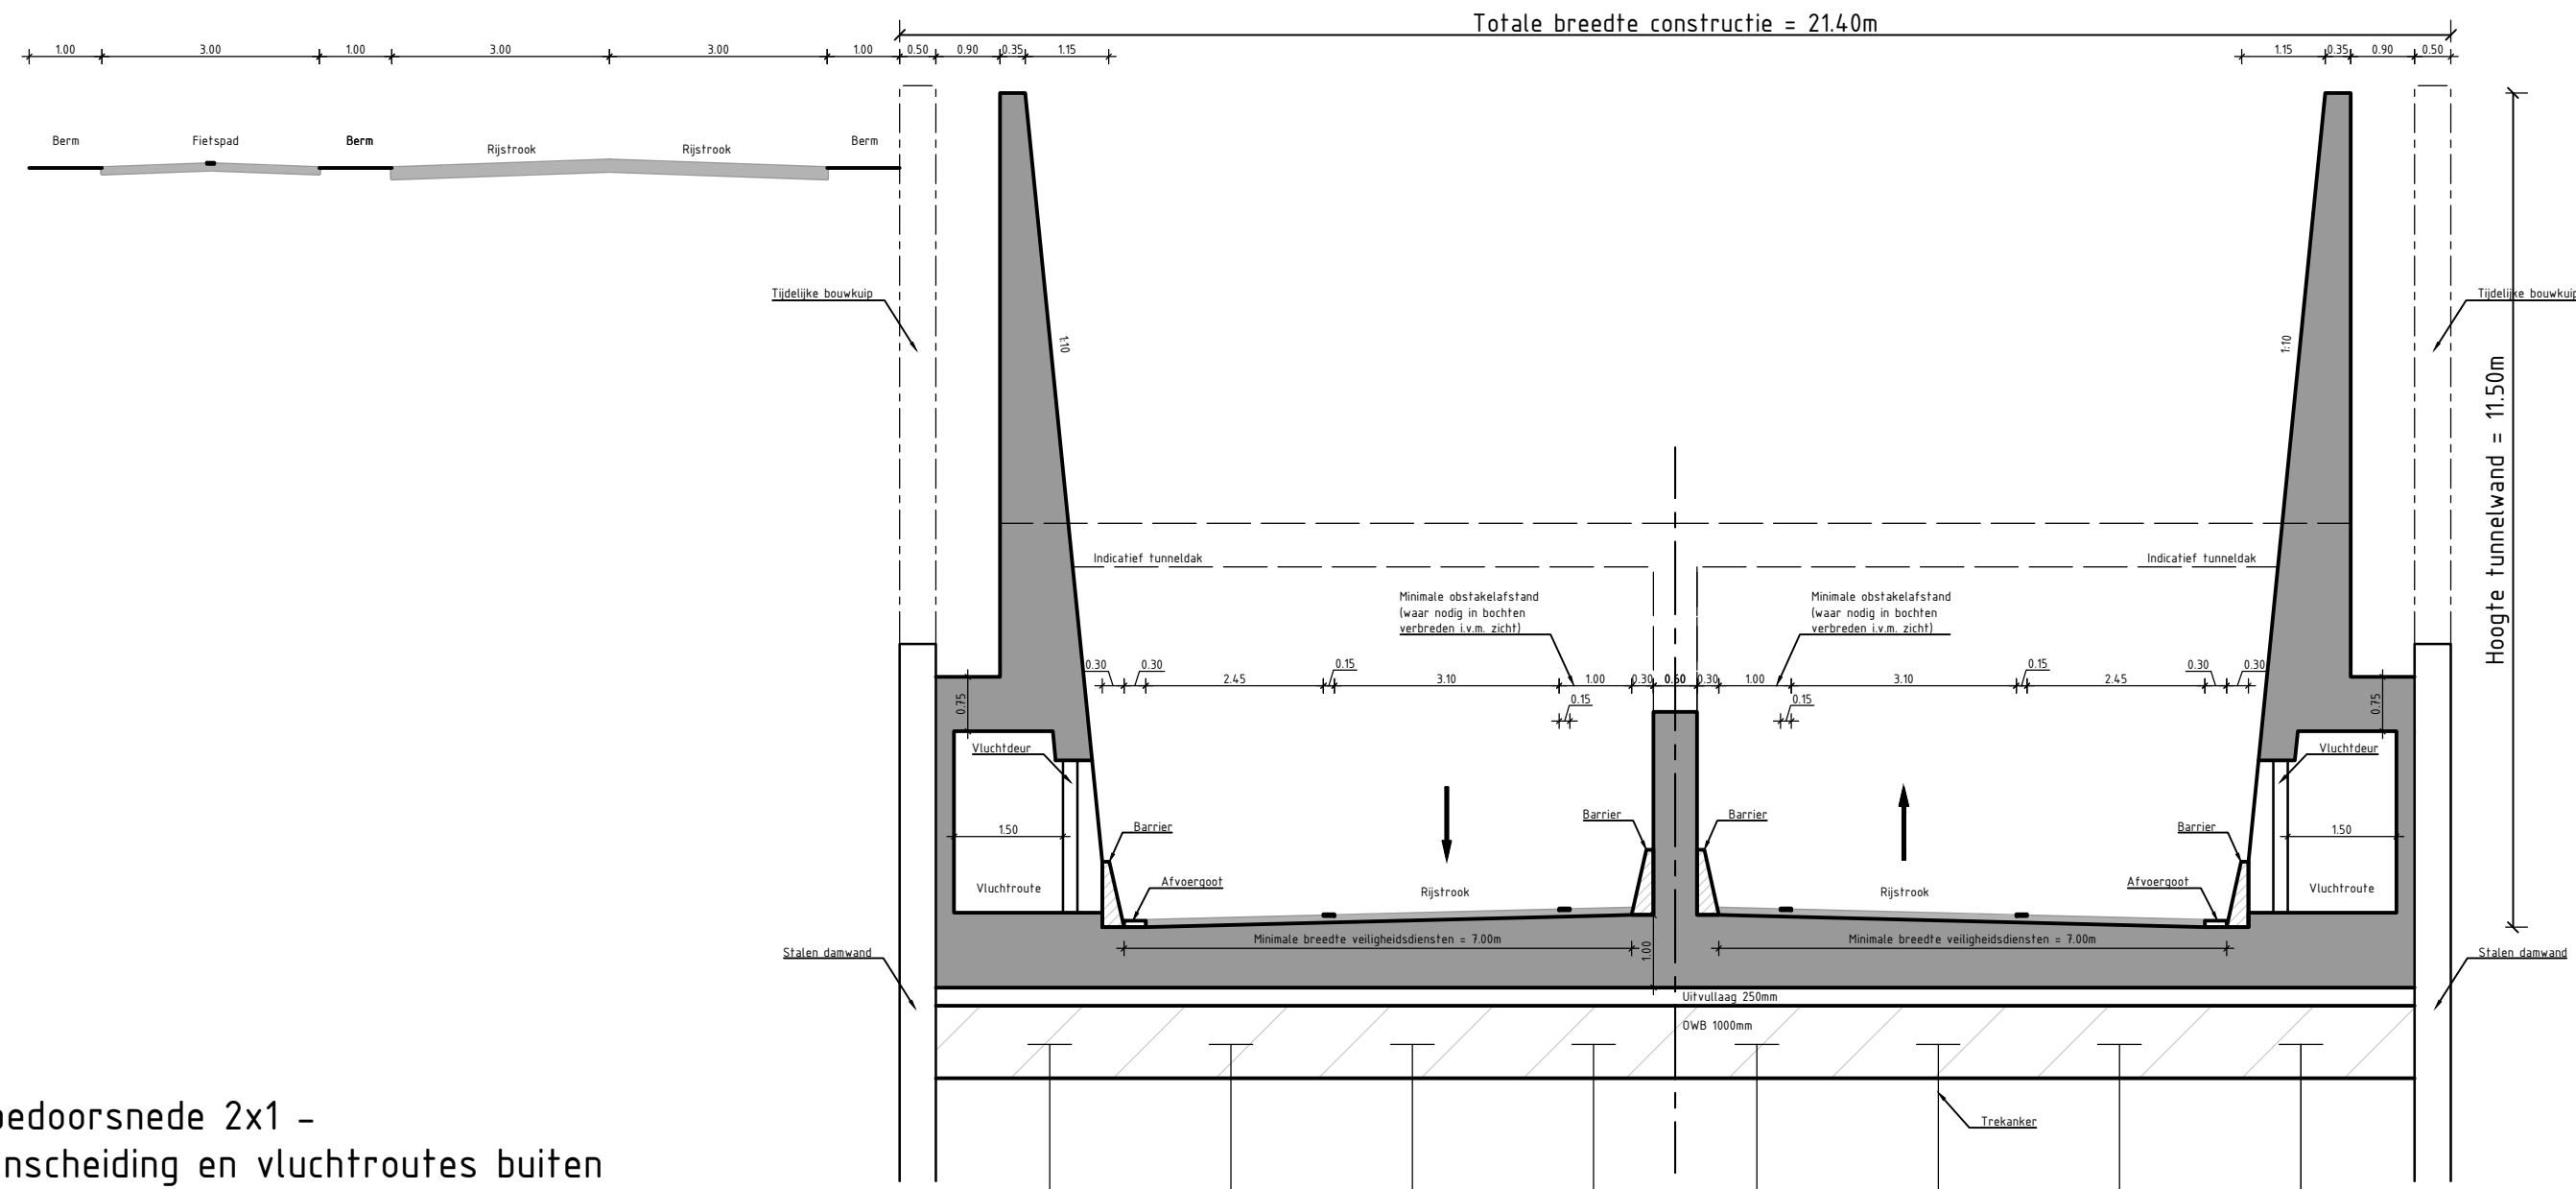 Totale breedte constructie = 21.40m
1.00 3.00 1.00 3.00 3.00 1.00 0.50 0.90 0.35 1.15 1.15 0.35 0.90 0.50
Berm Fietspad Berm Rijstrook Rijstrook Berm
Tijdelijke bouwkuip
Tijdelijke bouwkuip
1:10
1:10
Hoogte tunnelwand = 11.50m
Indicatief tunneldak
Indicatief tunneldak
Minimale obstakelafstand
(waar nodig in bochten
verbreden i.v.m. zicht)
Minimale obstakelafstand
(waar nodig in bochten
verbreden i.v.m. zicht)
0.30 0.30 2.45 0.15 3.10 1.00 0.30 0.60 0.30 1.00 3.10 0.15 2.45 0.30 0.30
0.15 0.15
0.75
0.75
Vluchtdeur
Vluchtdeur
Barrier Barrier Barrier Barrier
1.50
1.50
Afvoergoot
Afvoergoot
Vluchtroute Rijstrook Rijstrook Vluchtroute
Minimale breedte veiligheidsdiensten = 7.00m
Minimale breedte veiligheidsdiensten = 7.00m
1.00
Stalen damwand
Stalen damwand
Uitvullaag 250mm
OWB 1000mm
Trekanker
oedoorsnede 2x1 -
nscheiding en vluchtroutes buiten